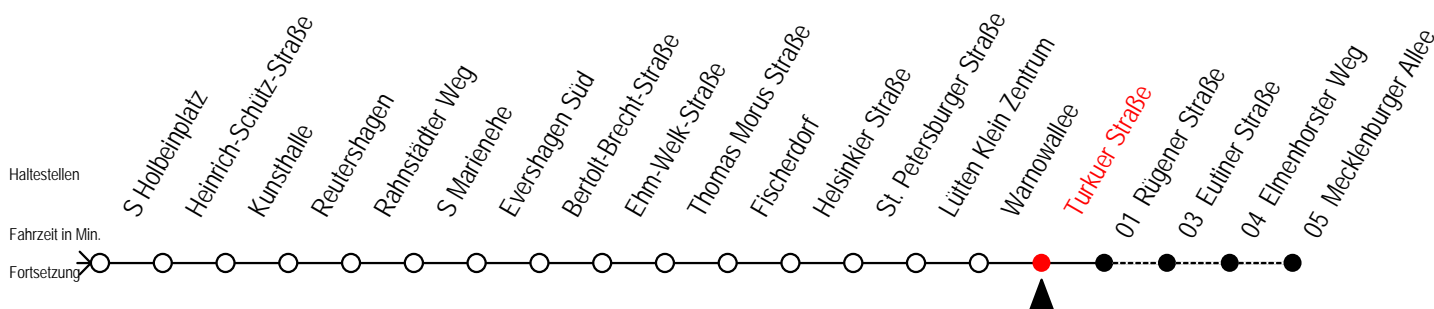 Haltestellen
Fahrzeit in Min.
Fortsetzung
S Holbeinplatz
Heinrich-Schütz-Straße
Kunsthalle
Reutershagen
Rahnstädter Weg
S Marienehe
Evershagen Süd
Bertolt-Brecht-Straße
Ehm-Welk-Straße
Thomas Morus Straße
Fischerdorf
Helsinkier Straße
St. Petersburger Straße
Lütten Klein Zentrum
Warnowallee
Turkuer Straße
01 Rügener Straße
03 Eutiner Straße
04 Elmenhorster Weg
05 Mecklenburger Allee